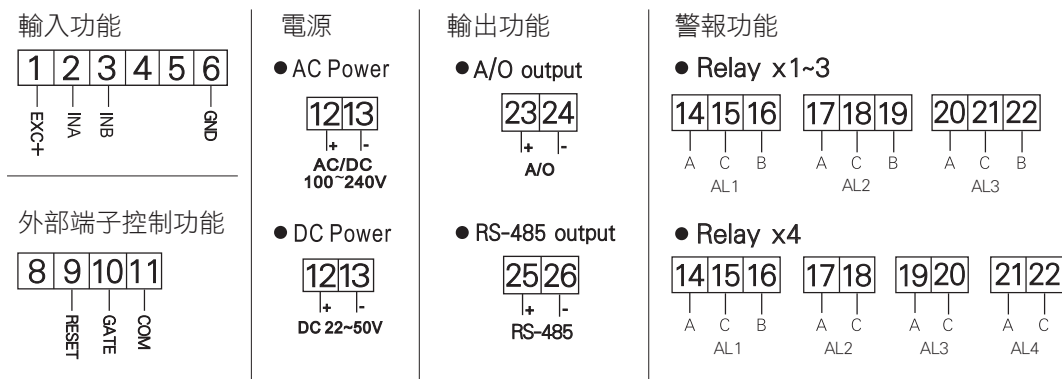 輸入功能
1 2 3 4 5 6
EXC+ INA INB GND
外部端子控制功能
8 9 10 11
RESET GATE COM
電源
● AC Power
12 13
+ -
AC/DC
100~240V
● DC Power
12 13
+ -
DC 22~50V
輸出功能
● A/O output
23 24
+ -
A/O
● RS-485 output
25 26
+ -
RS-485
警報功能
● Relay x1~3
14 15 16 17 18 19 20 21 22
A C B A C B A C B
AL1 AL2 AL3
● Relay x4
14 15 16 17 18 19 20 21 22
A C B A C A C A C
AL1 AL2 AL3 AL4